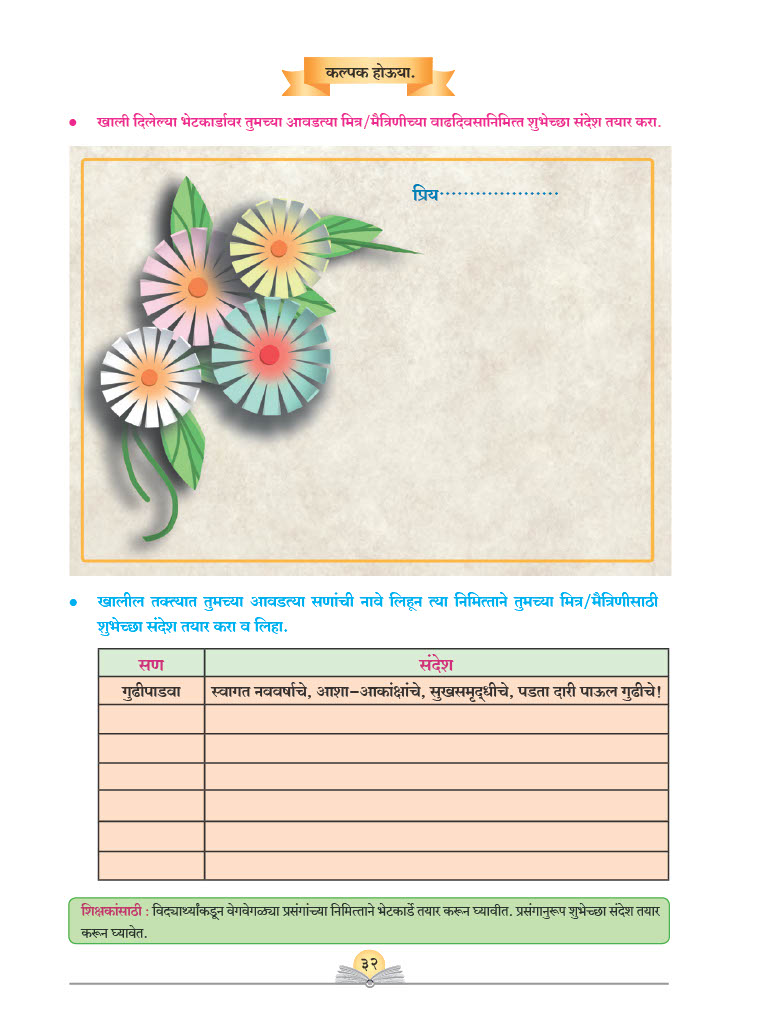 कल्पक होऊया.
● खाली दिलेल्या भेटकार्डावर तुमच्या आवडत्या मित्र/मैत्रिणीच्या वाढदिवसानिमित्त शुभेच्छा संदेश तयार करा.
प्रिय····················
● खालील तक्त्यात तुमच्या आवडत्या सणांची नावे लिहून त्या निमित्ताने तुमच्या मित्र/मैत्रिणीसाठी
शुभेच्छा संदेश तयार करा व लिहा.
सण संदेश
गुढीपाडवा स्वागत नववर्षाचे, आशा-आकांक्षांचे, सुखसमृद्धीचे, पडता दारी पाऊल गुढीचे!
शिक्षकांसाठी : विद्यार्थ्यांकडून वेगवेगळ्या प्रसंगांच्या निमित्ताने भेटकार्डे तयार करून घ्यावीत. प्रसंगानुरूप शुभेच्छा संदेश तयार
करून घ्यावेत.
३२